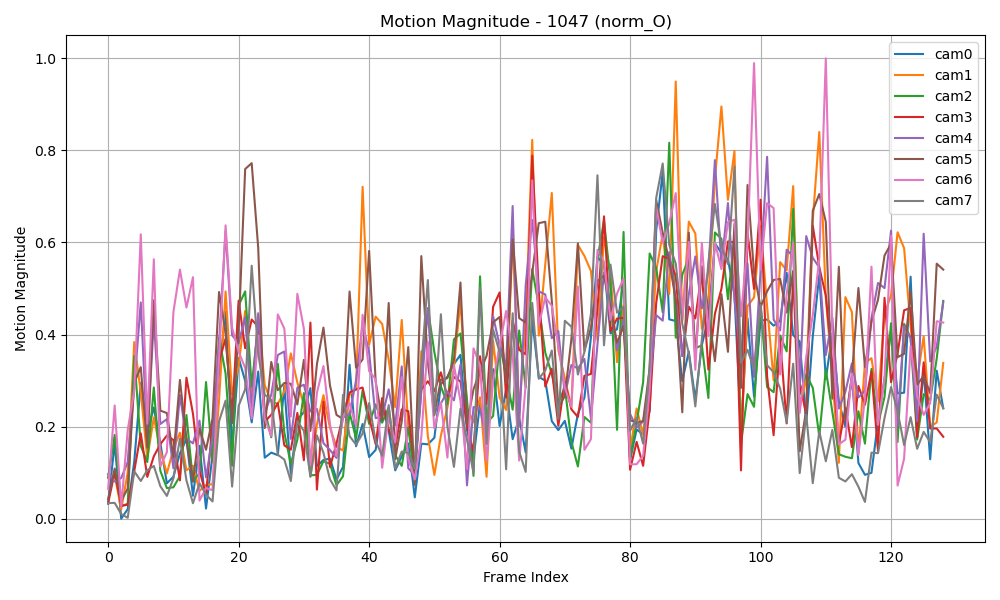 Motion Magnitude - 1047 (norm_O)
Motion Magnitude
1.0
0.8
0.6
0.4
0.2
0.0
0 20 40 60 80 100 120
Frame Index
cam0
cam1
cam2
cam3
cam4
cam5
cam6
cam7